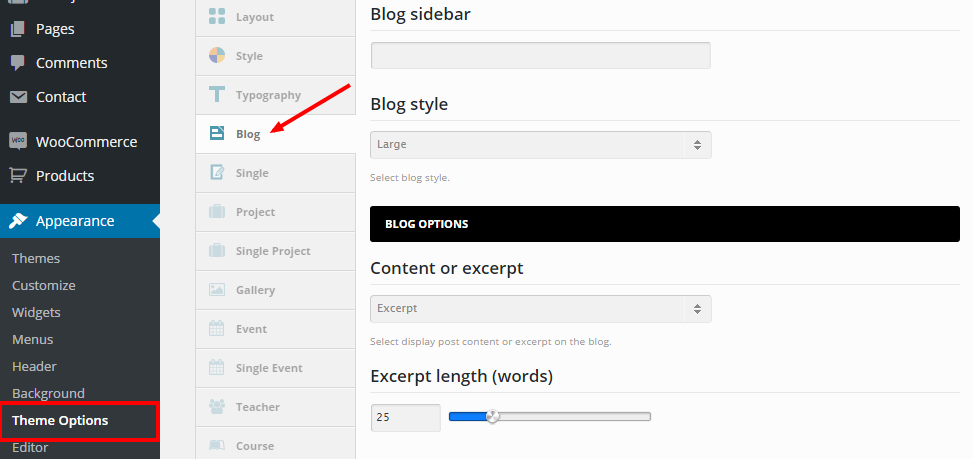 Pages
Comments
Contact
WooCommerce
Products
Appearance
Themes
Customize
Widgets
Menus
Header
Background
Theme Options
Editor
Layout
Style
Typography
Blog
Single
Project
Single Project
Gallery
Event
Single Event
Teacher
Course
Blog sidebar
Blog style
Large
Select blog style.
BLOG OPTIONS
Content or excerpt
Excerpt
Select display post content or excerpt on the blog.
Excerpt length (words)
25